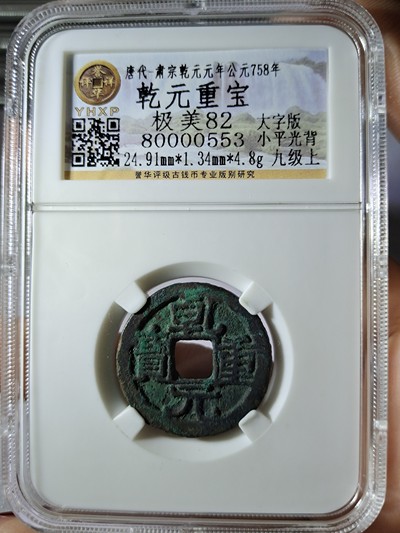 唐代-肃宗乾元元年公元758年
乾元重宝
极美82 大字版
80000553 小平光背
24.91mm*1.34mm*4.8g 九级上
誉华评级古钱币专业版别研究
YHXP
乾元重寶